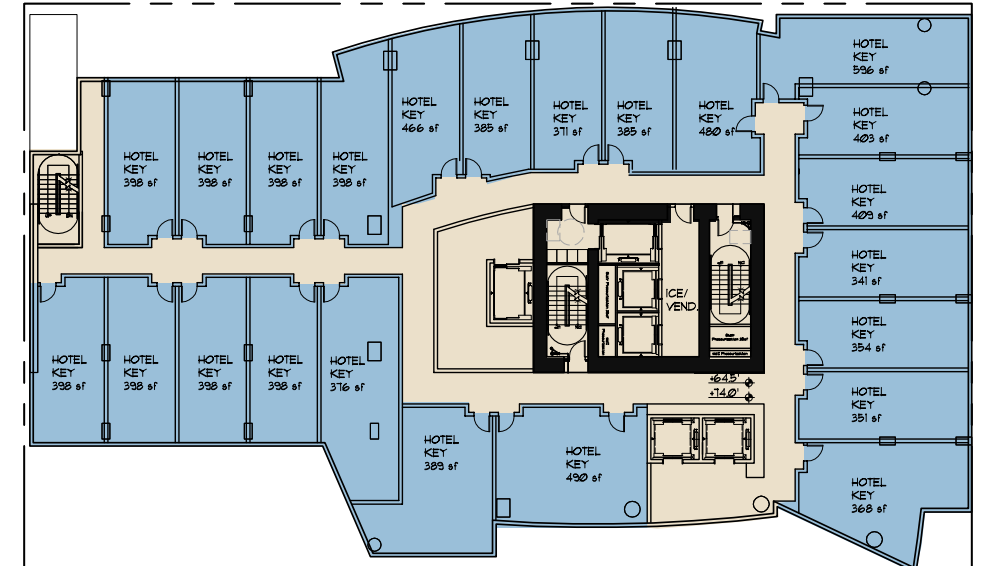 HOTEL
KEY
596 sf
HOTEL
KEY
466 sf
HOTEL
KEY
385 sf
HOTEL
KEY
371 sf
HOTEL
KEY
385 sf
HOTEL
KEY
480 sf
HOTEL
KEY
403 sf
HOTEL
KEY
398 sf
HOTEL
KEY
398 sf
HOTEL
KEY
398 sf
HOTEL
KEY
398 sf
HOTEL
KEY
409 sf
HOTEL
KEY
341 sf
ICE/
VEND.
HOTEL
KEY
354 sf
HOTEL
KEY
398 sf
HOTEL
KEY
398 sf
HOTEL
KEY
398 sf
HOTEL
KEY
398 sf
HOTEL
KEY
376 sf
+64.5'
+74.0'
HOTEL
KEY
351 sf
HOTEL
KEY
389 sf
HOTEL
KEY
490 sf
HOTEL
KEY
368 sf